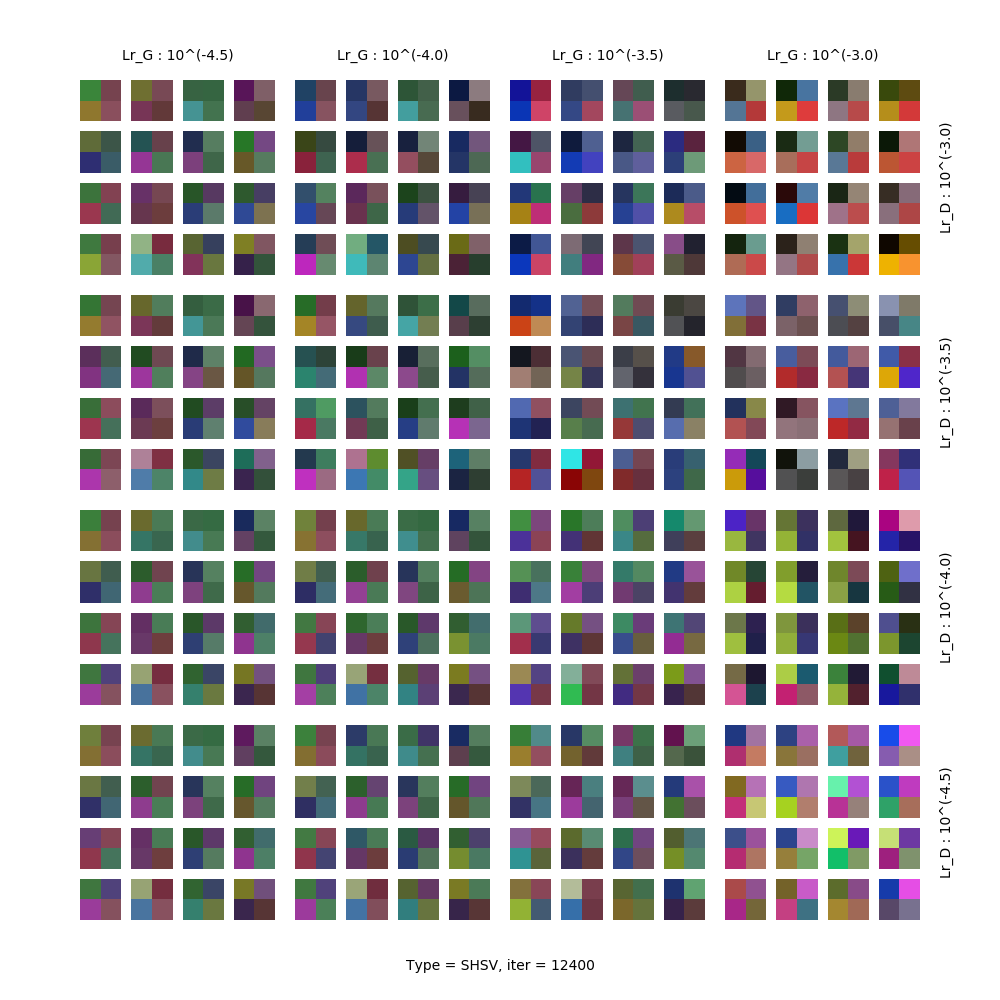 Lr_G : 10^(-4.5)
Lr_G : 10^(-4.0)
Lr_G : 10^(-3.5)
Lr_G : 10^(-3.0)
Lr_D : 10^(-3.0)
Lr_D : 10^(-3.5)
Lr_D : 10^(-4.0)
Lr_D : 10^(-4.5)
Type = SHSV, iter = 12400